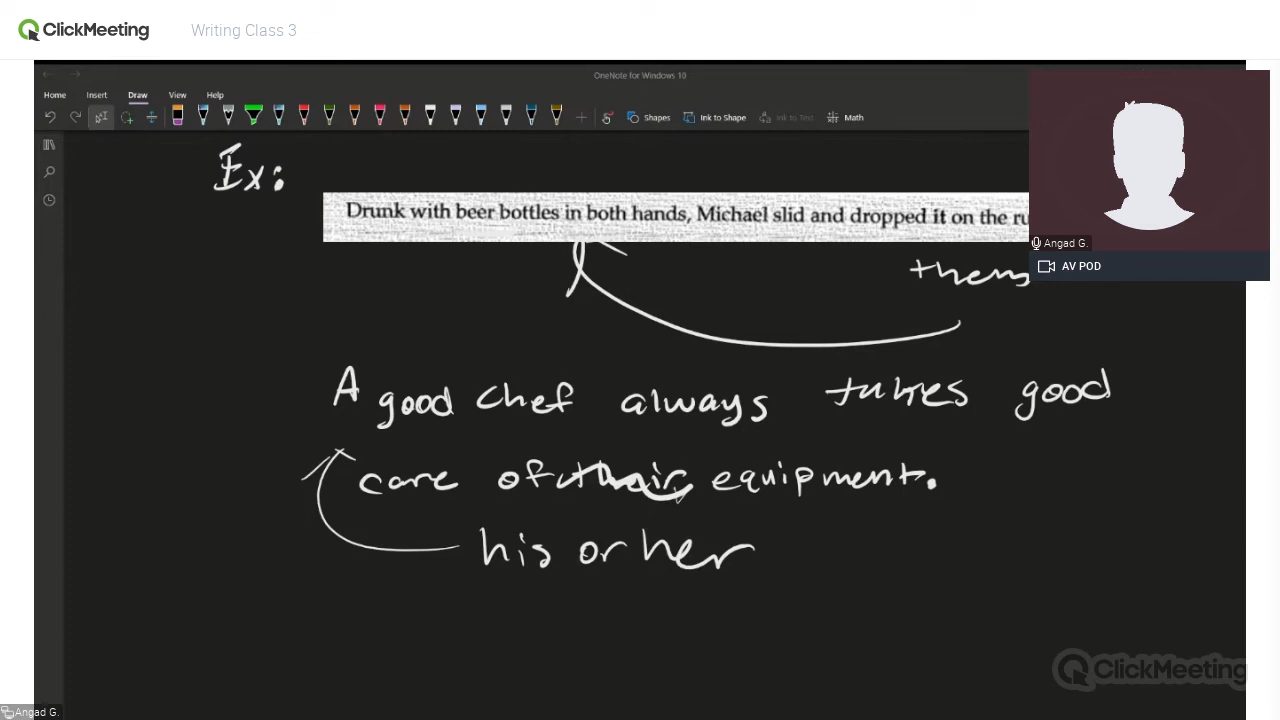 ClickMeeting Writing Class 3
OneNote for Windows 10
Home Insert Draw View Help
Shapes Ink to Shape Ink to Text Math
Ex:
Drunk with beer bottles in both hands, Michael slid and dropped it on the ru
Angad G.
AV POD
them
A good chef always takes good
care of their equipment.
his or her
ClickMeeting
Angad G.